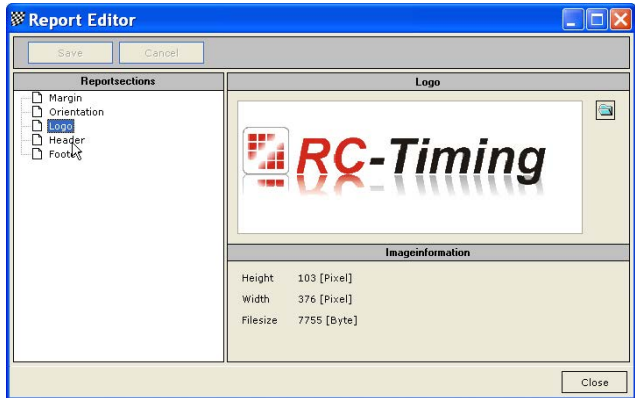 Report Editor
Save Cancel
Reportsections
Margin
Orientation
Logo
Header
Footer
Logo
RC-Timing
Imageinformation
Height 103 [Pixel]
Width 376 [Pixel]
Filesize 7755 [Byte]
Close